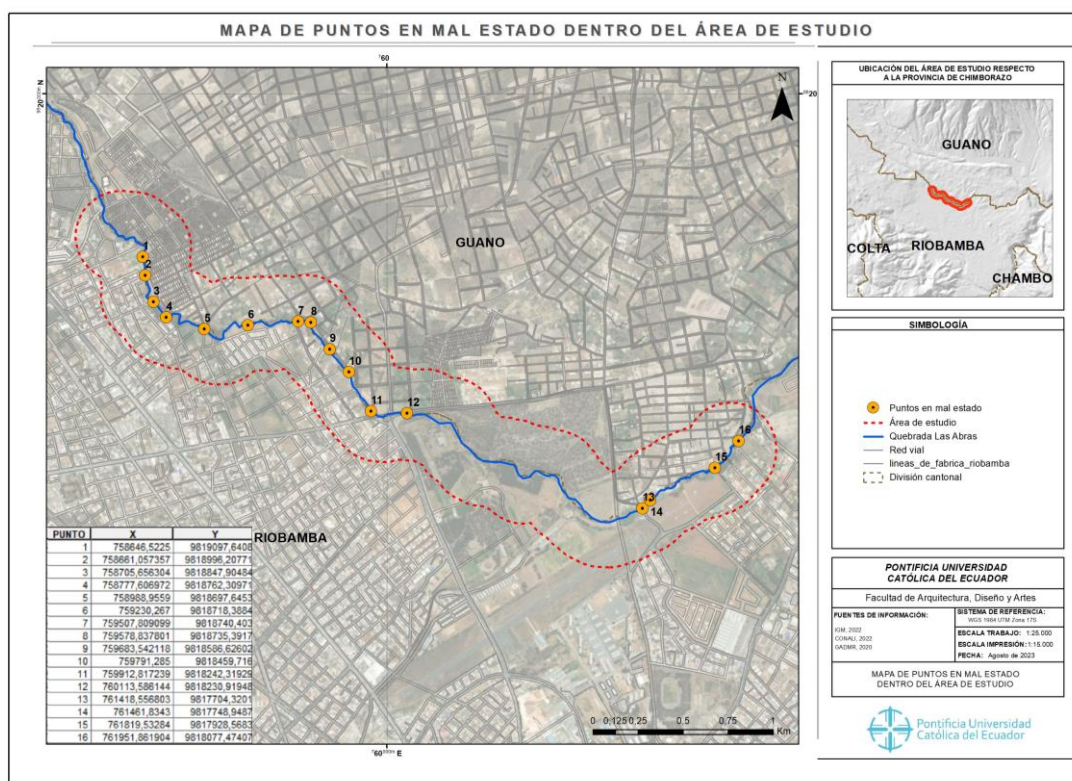 MAPA DE PUNTOS EN MAL ESTADO DENTRO DEL ÁREA DE ESTUDIO
760
N
GUANO
1
2
3
4
5
6
7
8
9
10
11
12
13
14
15
16
RIOBAMBA
PUNTO X Y
1 758646,5225 9819097,6408
2 758661,057357 9818996,20771
3 758705,656304 9818847,90484
4 758777,606972 9818762,30971
5 758988,9559 9818697,6453
6 759230,267 9818718,3884
7 759507,809099 9818740,403
8 759578,837801 9818735,3917
9 759683,542118 9818586,62602
10 759791,285 9818459,716
11 759912,817239 9818242,31929
12 760113,586144 9818230,91948
13 761418,556803 9817704,3201
14 761461,8343 9817748,9487
15 761819,53284 9817928,5683
16 761951,861904 9818077,47407
0 0,125 0,25 0,5 0,75 1
Km
UBICACIÓN DEL ÁREA DE ESTUDIO RESPECTO
A LA PROVINCIA DE CHIMBORAZO
GUANO
COLTA
RIOBAMBA
CHAMBO
SIMBOLOGÍA
Puntos en mal estado
Área de estudio
Quebrada Las Abras
Red vial
lineas_de_fabrica_riobamba
División cantonal
PONTIFICIA UNIVERSIDAD
CATÓLICA DEL ECUADOR
Facultad de Arquitectura, Diseño y Artes
FUENTES DE INFORMACIÓN:
IGM, 2022
CONALI, 2022
GADMR, 2020
SISTEMA DE REFERENCIA:
WGS 1984 UTM Zona 17S
ESCALA TRABAJO: 1:25.000
ESCALA IMPRESIÓN:1:15.000
FECHA: Agosto de 2023
MAPA DE PUNTOS EN MAL ESTADO
DENTRO DEL ÁREA DE ESTUDIO
Pontificia Universidad
Católica del Ecuador